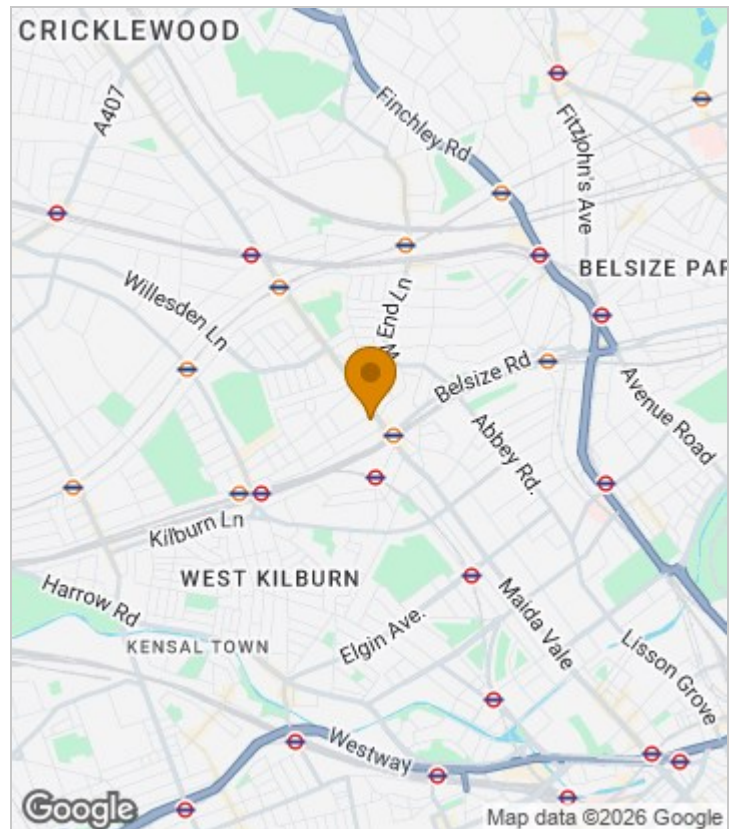 CRICKLEWOOD
A407
Finchley Rd
Fitzjohn's Ave
BELSIZE PAR
Willesden Ln
End Ln
Belsize Rd
Avenue Road
Abbey Rd.
Kilburn Ln
WEST KILBURN
Harrow Rd
Elgin Ave.
Maida Vale
KENSAL TOWN
Lisson Grove
Westway
Google
Map data ©2026 Google